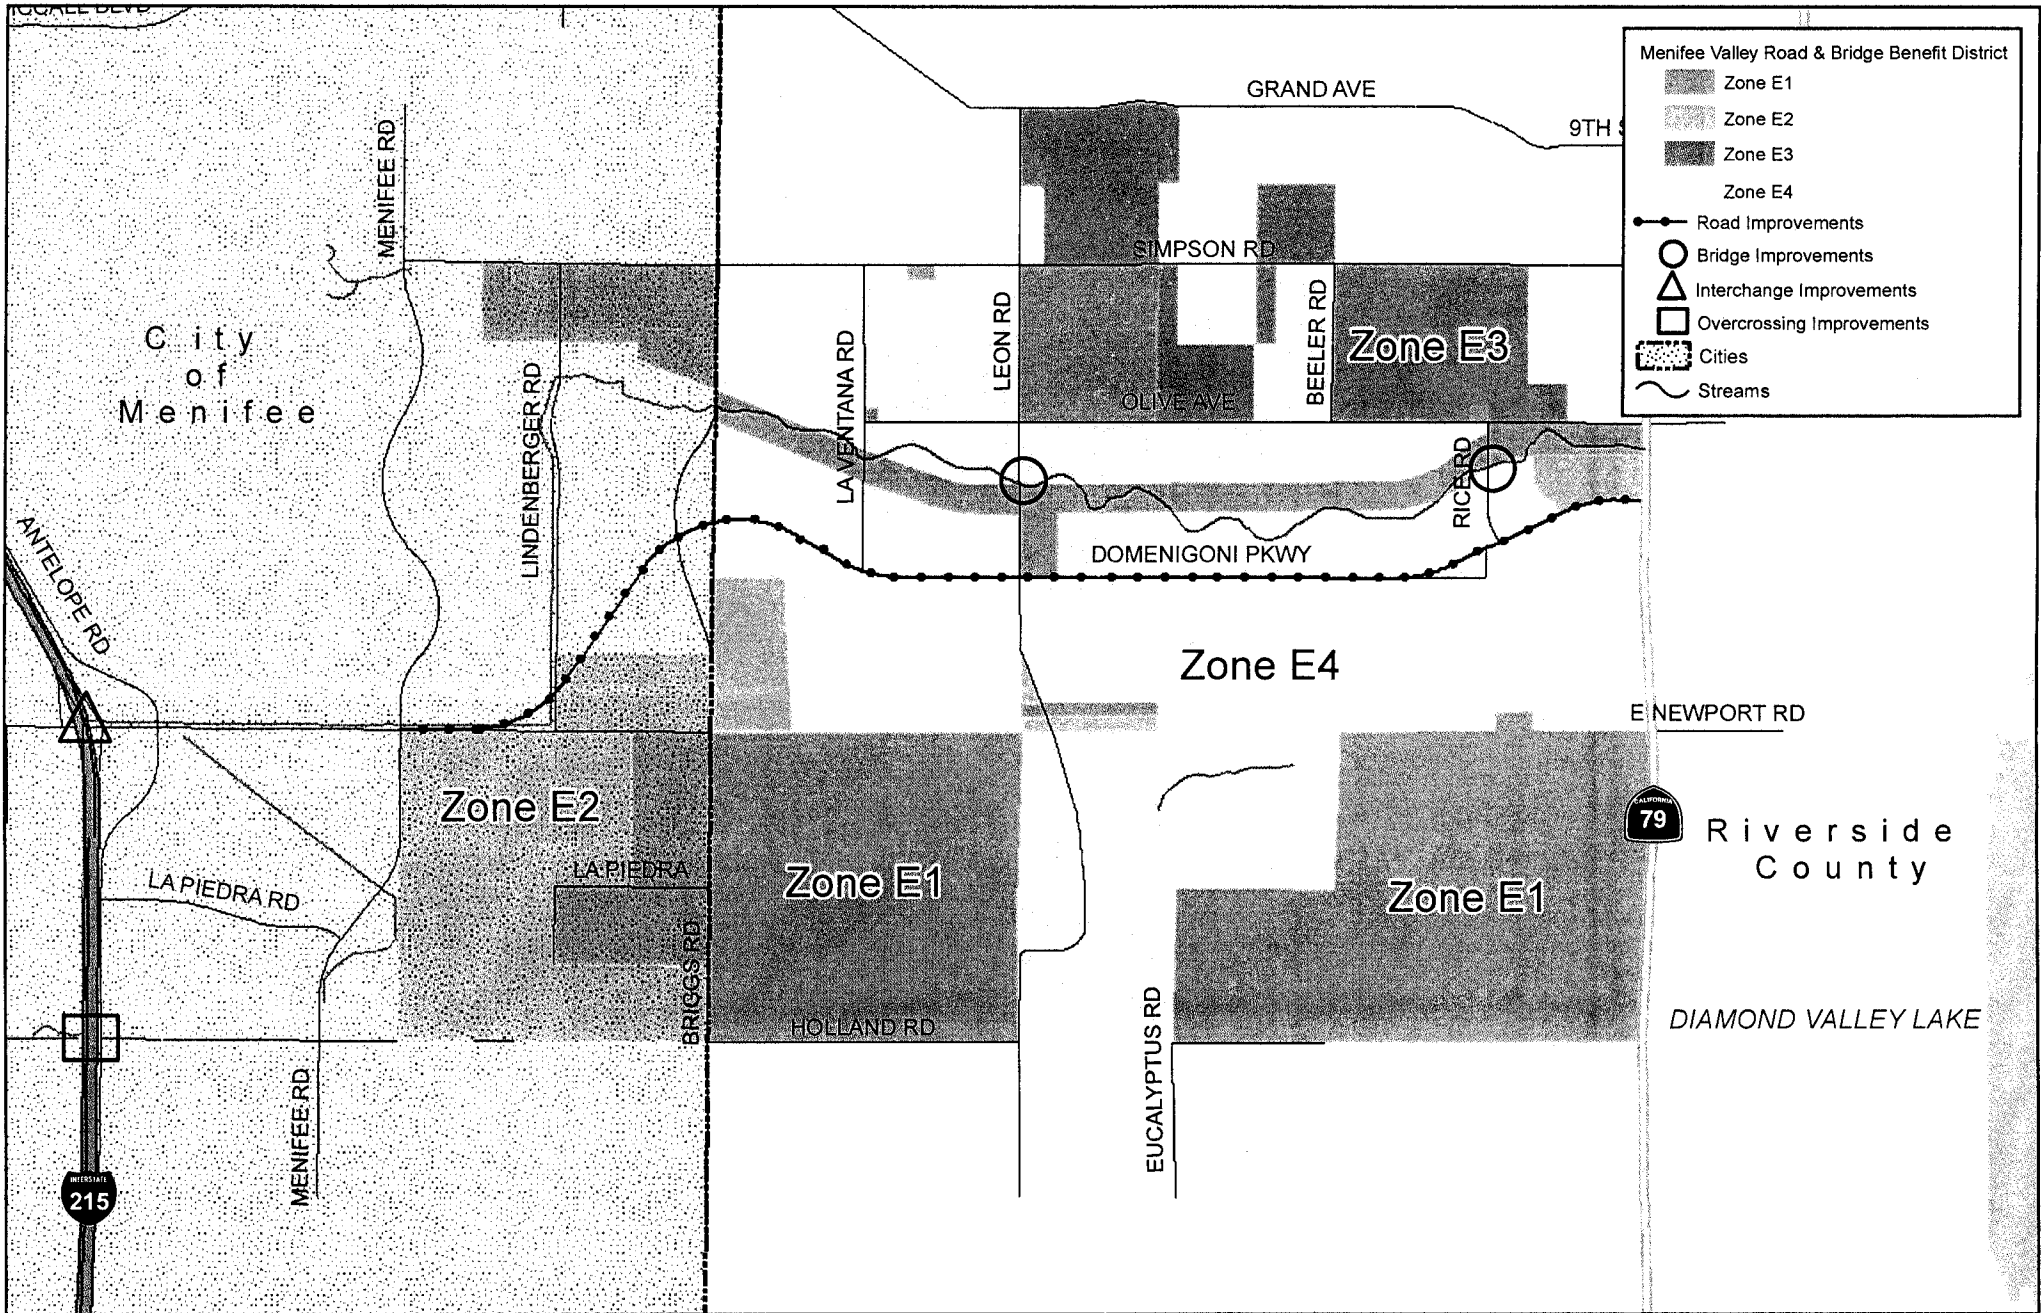 McCALL BLVD
Menifee Valley Road & Bridge Benefit District
Zone E1
Zone E2
Zone E3
Zone E4
Road Improvements
Bridge Improvements
Interchange Improvements
Overcrossing Improvements
Cities
Streams
GRAND AVE
9TH S
MENIFEE RD
SIMPSON RD
City
of
Menifee
LINDENBERGER RD
LA VENTANA RD
LEON RD
BEELER RD
Zone E3
OLIVE AVE
RICE RD
ANTELOPE RD
DOMENIGONI PKWY
Zone E4
E NEWPORT RD
Zone E2
LA PIEDRA
LA PIEDRA RD
Zone E1
Zone E1
CALIFORNIA
79
Riverside
County
BRIGGS RD
HOLLAND RD
DIAMOND VALLEY LAKE
MENIFEE RD
EUCALYPTUS RD
INTERSTATE
215